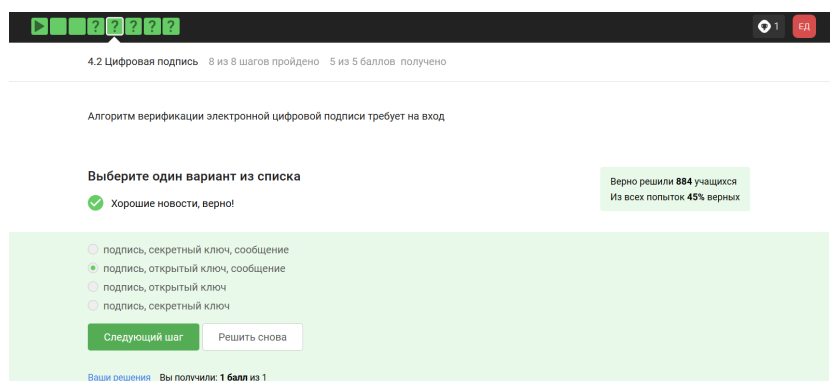 ? ? ? ? ? 1 ЕД
4.2 Цифровая подпись 8 из 8 шагов пройдено 5 из 5 баллов получено
Алгоритм верификации электронной цифровой подписи требует на вход
Выберите один вариант из списка
Хорошие новости, верно!
Верно решили 884 учащихся
Из всех попыток 45% верных
подпись, секретный ключ, сообщение
подпись, открытый ключ, сообщение
подпись, открытый ключ
подпись, секретный ключ
Следующий шаг Решить снова
Ваши решения Вы получили: 1 балл из 1